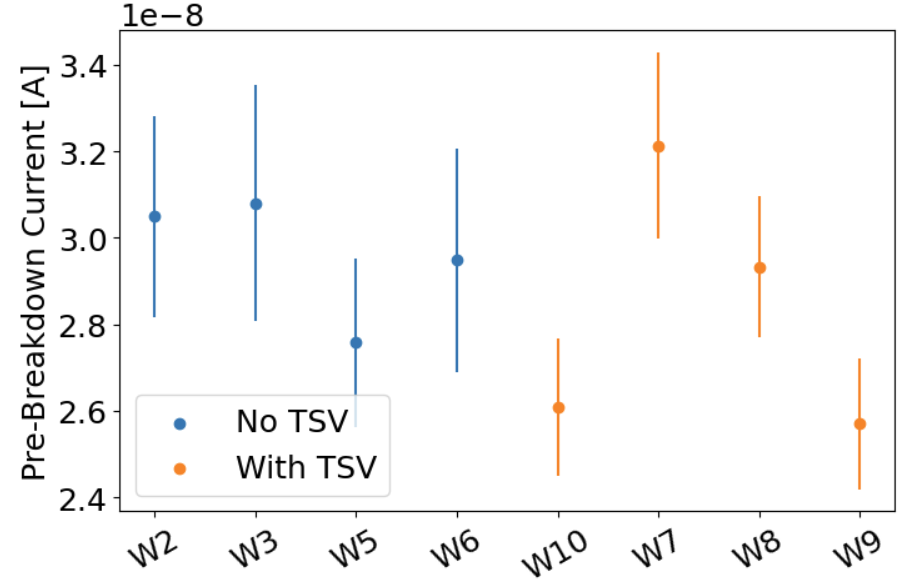 1e−8
Pre-Breakdown Current [A]
3.4
3.2
3.0
2.8
2.6
2.4
No TSV
With TSV
W2 W3 W5 W6 W10 W7 W8 W9